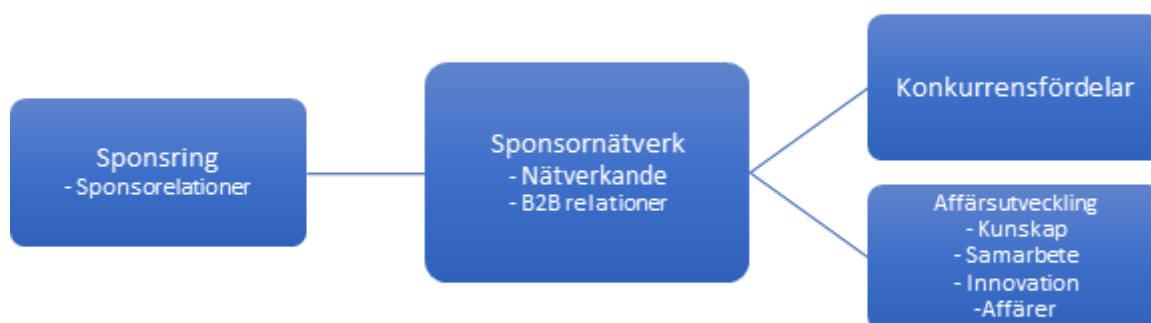 Sponsring
- Sponsorelationer
Sponsornätverk
- Nätverkande
- B2B relationer
Konkurrensfördelar
Affärsutveckling
- Kunskap
- Samarbete
- Innovation
-Affärer